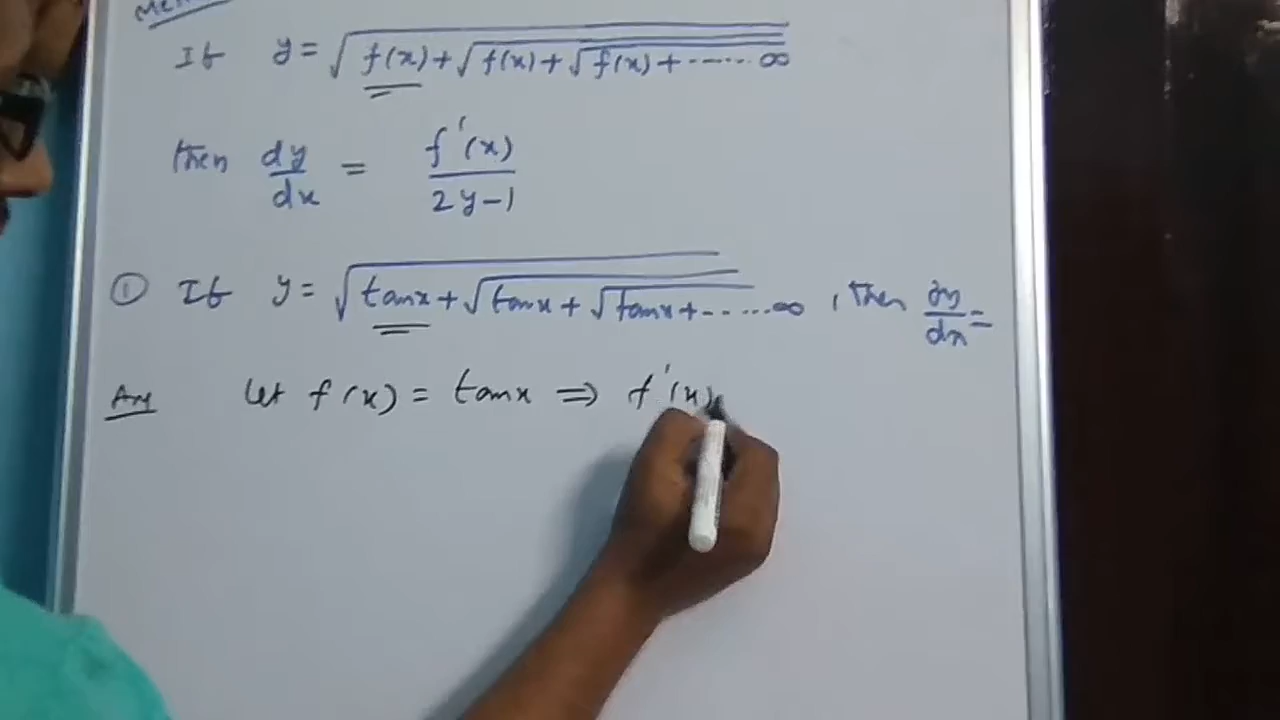 If y = √f(x)+√f(x)+√f(x)+-----∞
then dy/dx = f'(x)/2y-1
① If y = √tanx+√tanx+√tanx+-----∞, then dy/dx =
Ans let f(x) = tanx ⇒ f'(x)